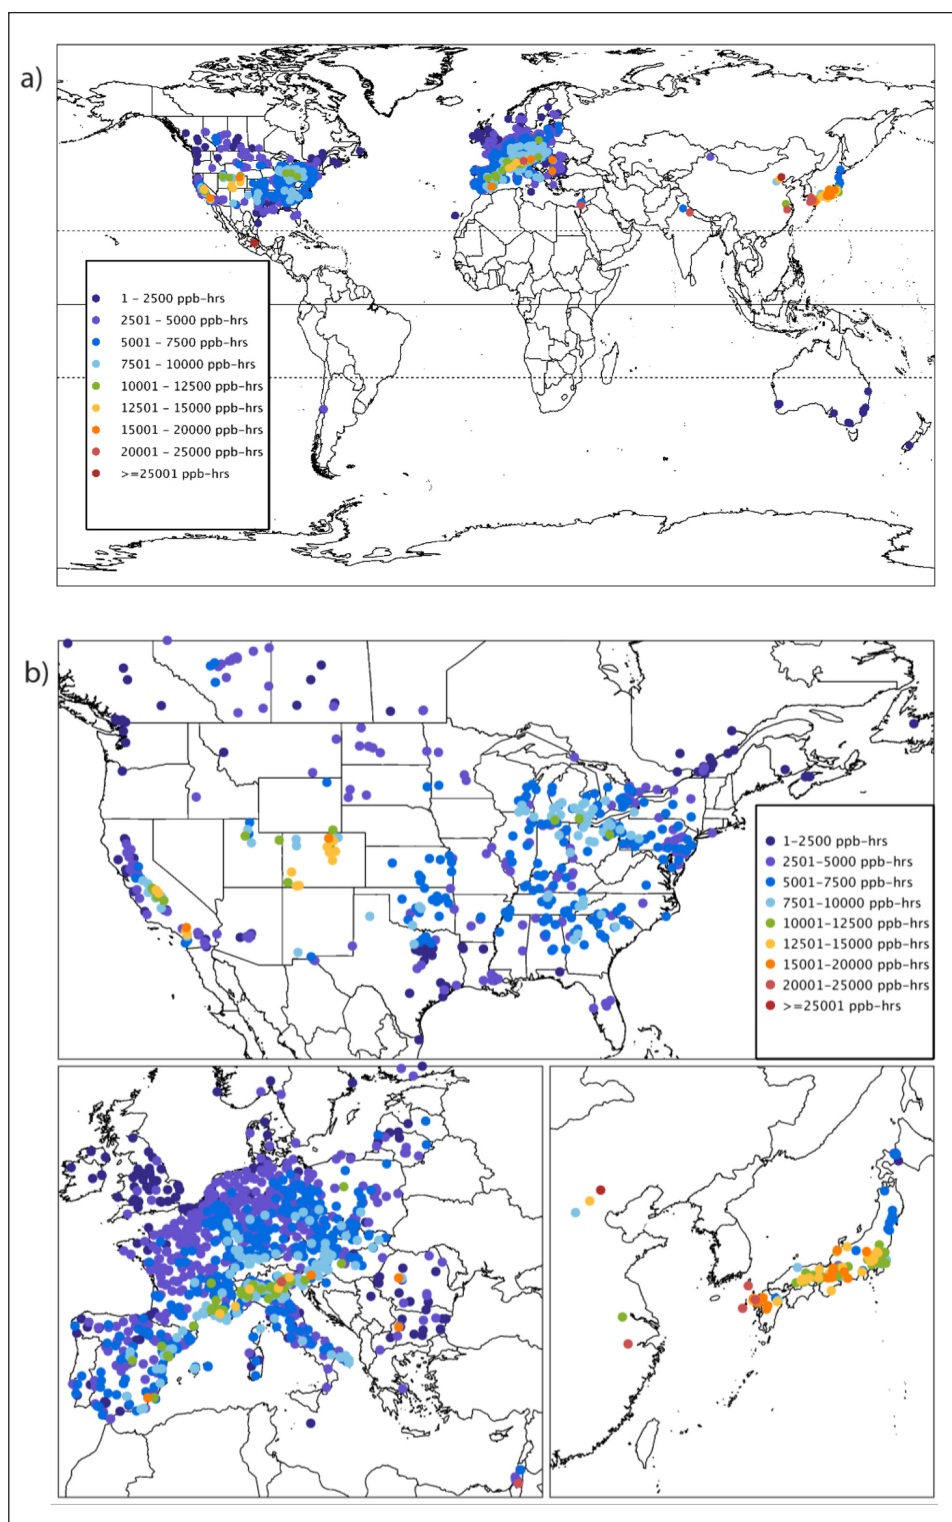 a)
1 – 2500 ppb–hrs
2501 – 5000 ppb–hrs
5001 – 7500 ppb–hrs
7501 – 10000 ppb–hrs
10001 – 12500 ppb–hrs
12501 – 15000 ppb–hrs
15001 – 20000 ppb–hrs
20001 – 25000 ppb–hrs
>=25001 ppb–hrs
b)
1–2500 ppb–hrs
2501–5000 ppb–hrs
5001–7500 ppb–hrs
7501–10000 ppb–hrs
10001–12500 ppb–hrs
12501–15000 ppb–hrs
15001–20000 ppb–hrs
20001–25000 ppb–hrs
>=25001 ppb–hrs